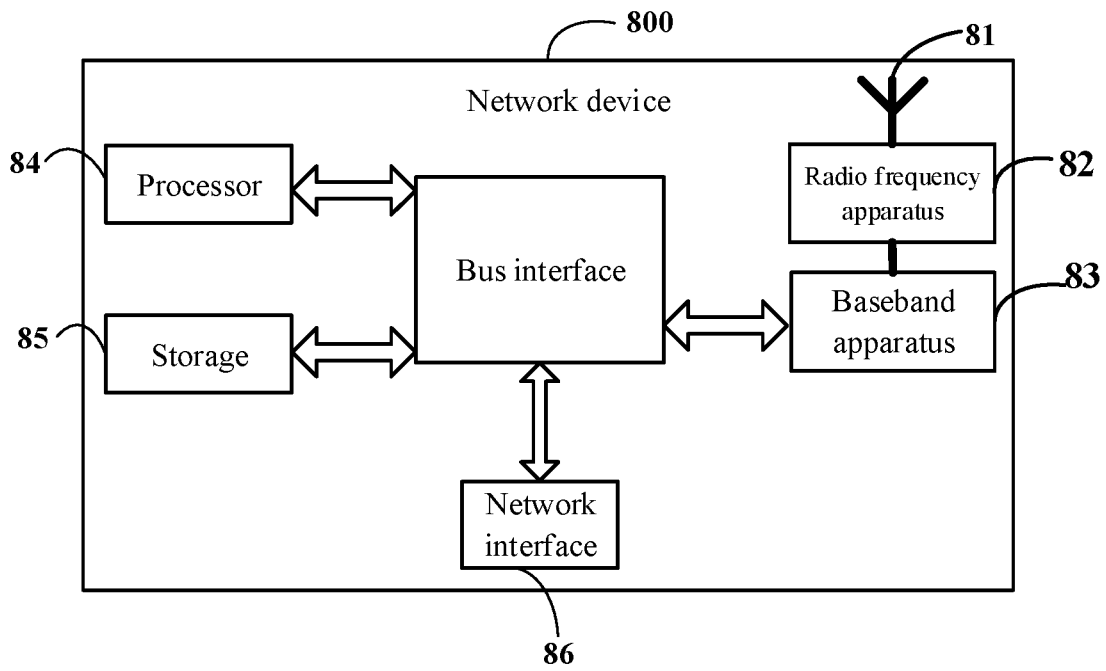 800
81
Network device
84
Processor
Radio frequency
apparatus
82
Bus interface
83
Baseband
apparatus
85
Storage
Network
interface
86